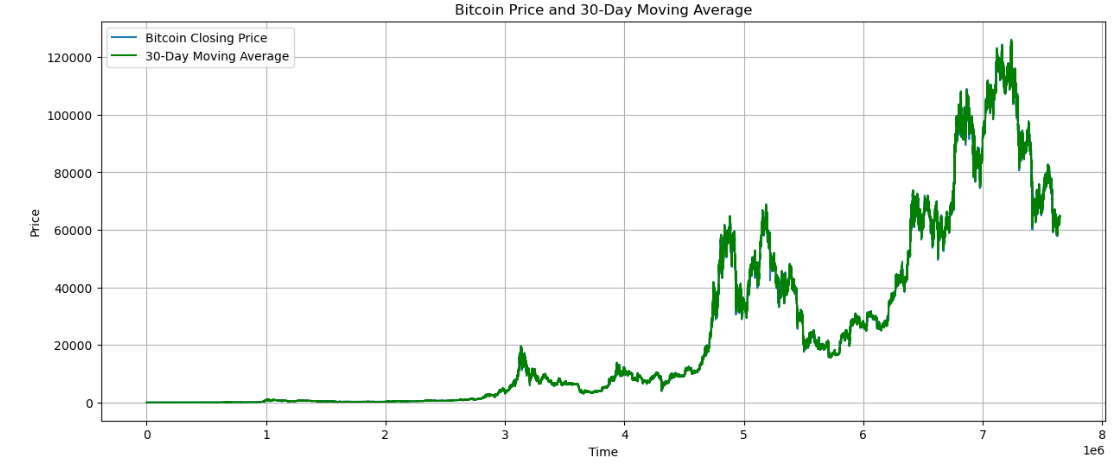 Bitcoin Price and 30-Day Moving Average
Bitcoin Closing Price
30-Day Moving Average
120000
100000
80000
60000
40000
20000
0
Price
0 1 2 3 4 5 6 7 8
1e6
Time